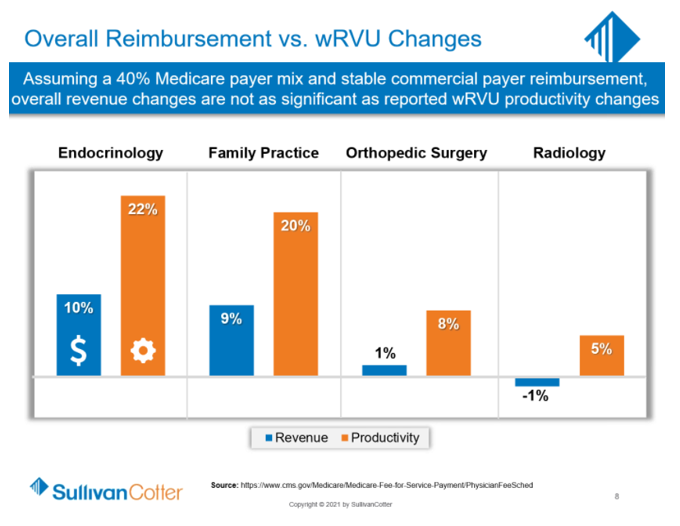 Overall Reimbursement vs. wRVU Changes
Assuming a 40% Medicare payer mix and stable commercial payer reimbursement,
overall revenue changes are not as significant as reported wRVU productivity changes
Endocrinology Family Practice Orthopedic Surgery Radiology
22%
20%
10%
9%
8%
1%
5%
-1%
$
Revenue Productivity
SullivanCotter
Source: https://www.cms.gov/Medicare/Medicare-Fee-for-Service-Payment/PhysicianFeeSched
Copyright © 2021 by SullivanCotter
8